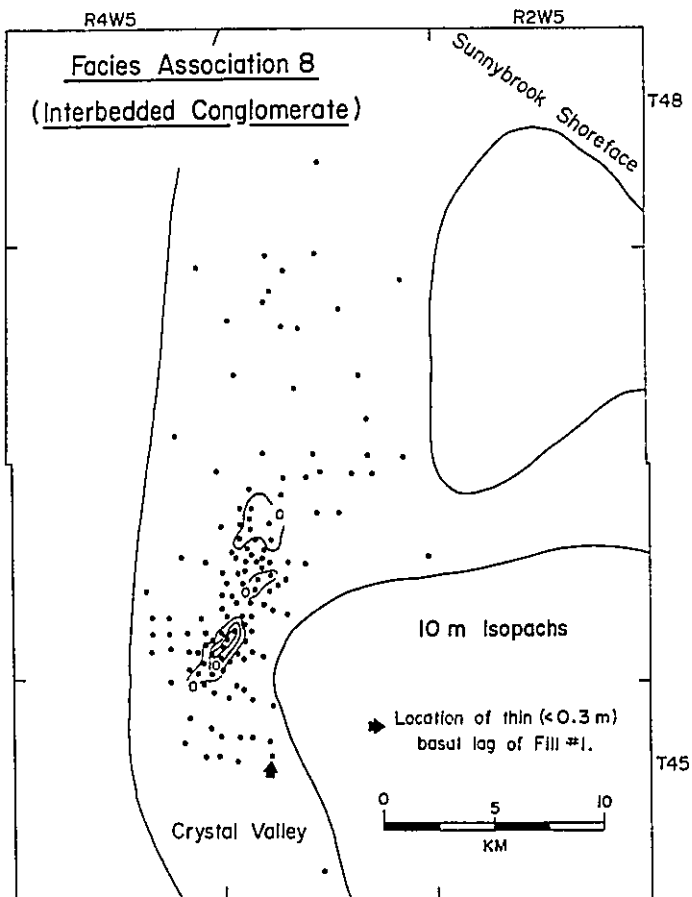 R4W5
R2W5
Facies Association 8
(Interbedded Conglomerate)
Sunnybrook Shoreface
T48
0
0
10
0
10 m Isopachs
Location of thin (<0.3 m)
basal lag of Fill #1.
T45
0 5 10
KM
Crystal Valley